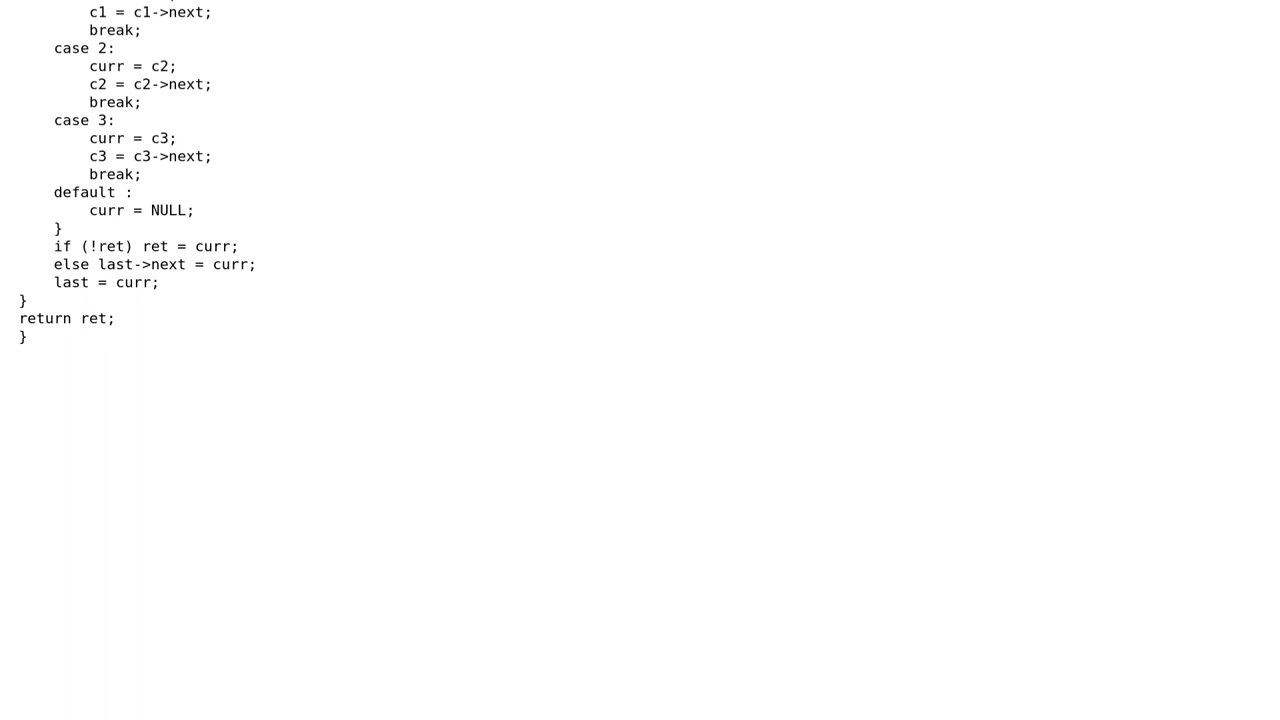 c1 = c1->next;
break;
case 2:
curr = c2;
c2 = c2->next;
break;
case 3:
curr = c3;
c3 = c3->next;
break;
default :
curr = NULL;
}
if (!ret) ret = curr;
else last->next = curr;
last = curr;
}
return ret;
}